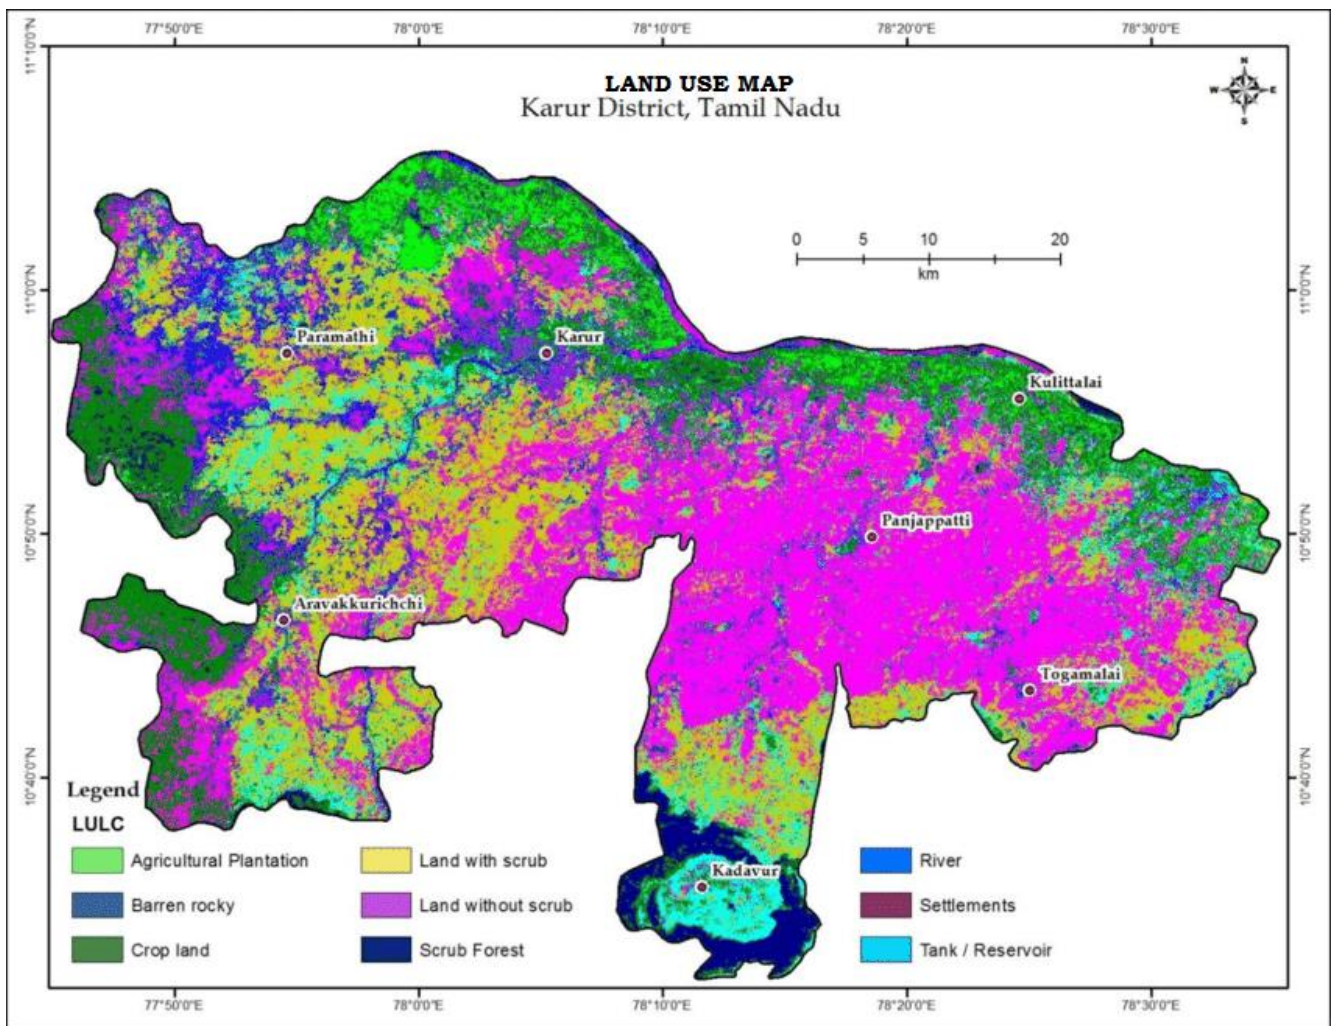 77°50'0"E 78°0'0"E 78°10'0"E 78°20'0"E 78°30'0"E
11°10'0"N
LAND USE MAP
Karur District, Tamil Nadu
N
W E
S
0 5 10 20
km
11°0'0"N 11°0'0"N
Paramathi Karur
Kulittalai
10°50'0"N Panjappatti 10°50'0"N
Aravakkurichchi
Togamalai
10°40'0"N 10°40'0"N
Legend
LULC
Agricultural Plantation Land with scrub River
Kadavur
Barren rocky Land without scrub Settlements
Crop land Scrub Forest Tank / Reservoir
77°50'0"E 78°0'0"E 78°10'0"E 78°20'0"E 78°30'0"E